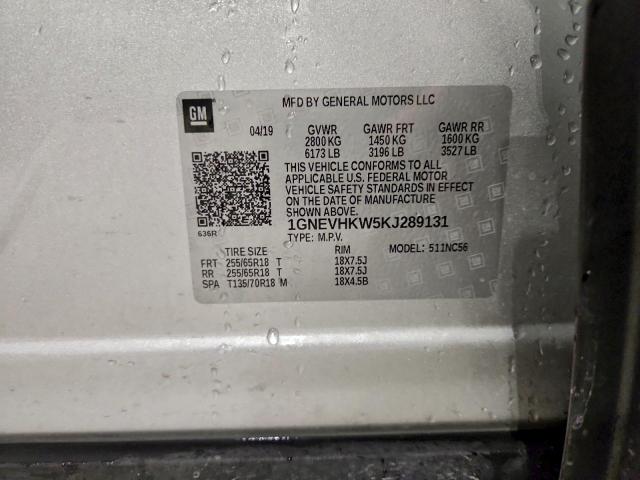 MFD BY GENERAL MOTORS LLC
GM
04/19 GVWR GAWR FRT GAWR RR
2800 KG 1450 KG 1600 KG
6173 LB 3196 LB 3527 LB
THIS VEHICLE CONFORMS TO ALL
APPLICABLE U.S. FEDERAL MOTOR
VEHICLE SAFETY STANDARDS IN EFFECT
ON THE DATE OF MANUFACTURE
SHOWN ABOVE.
636R
1GNEVHKW5KJ289131
TYPE: M.P.V. MODEL: 511NC56
TIRE SIZE RIM
FRT 255/65R18 T 18X7.5J
RR 255/65R18 T 18X7.5J
SPA T135/70R18 M 18X4.5B